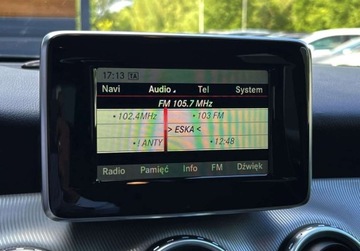 17:13 TA
Navi Audio Tel System
FM 105.7 MHz
102.4MHz 103 FM
> ESKA <
! ANTY 12:48
Radio Pamięć Info FM Dźwięk